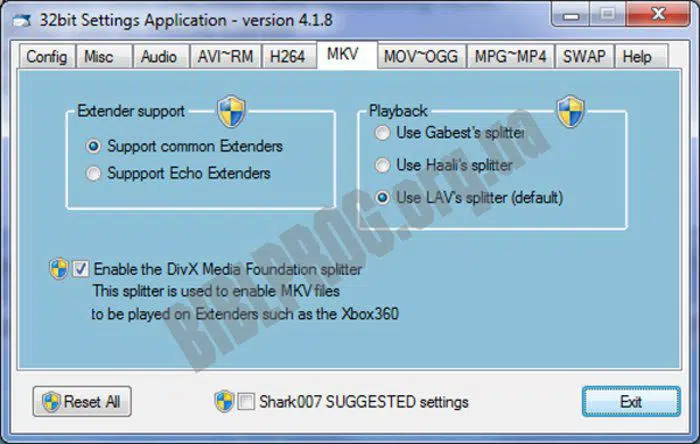 32bit Settings Application - version 4.1.8
Config Misc Audio AVI~RM H264 MKV MOV~OGG MPG~MP4 SWAP Help
Extender support
Playback
Support common Extenders
Suppport Echo Extenders
Use Gabest's splitter
Use Haali's splitter
Use LAV's splitter (default)
Enable the DivX Media Foundation splitter
This splitter is used to enable MKV files
to be played on Extenders such as the Xbox360
Reset All
Shark007 SUGGESTED settings
Exit
BIBLPROG.org.ua